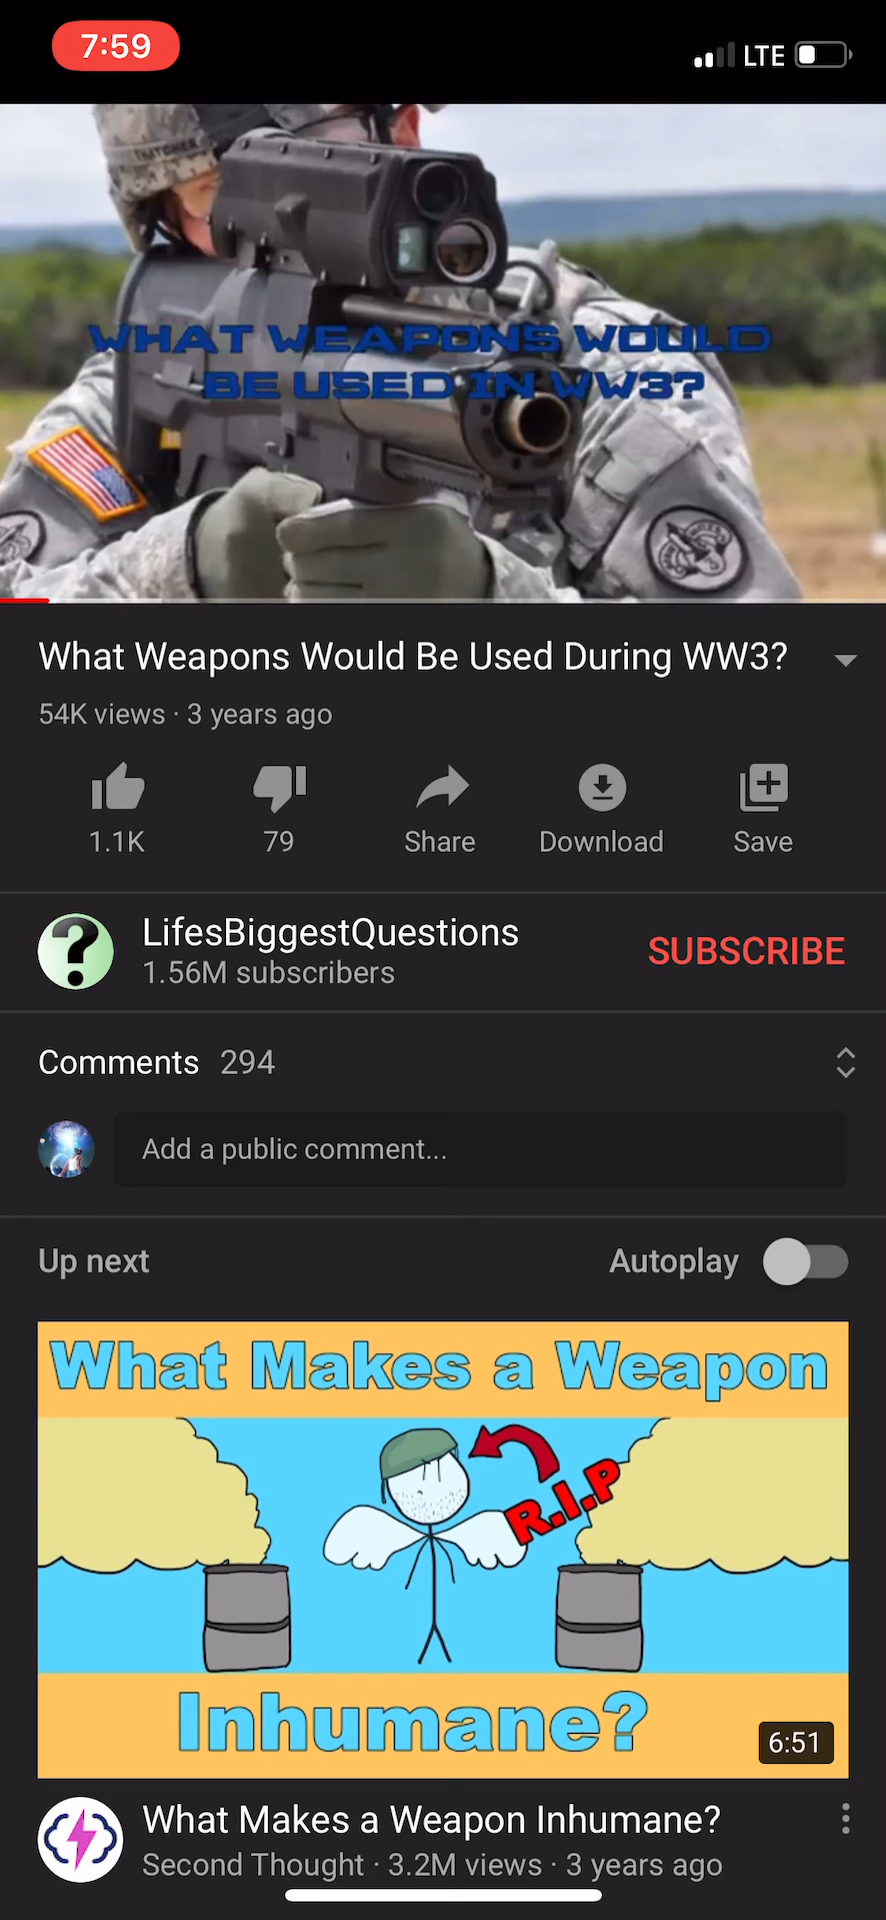 7:59
LTE
WHAT WEAPONS WOULD
BE USED IN WW3?
What Weapons Would Be Used During WW3?
54K views · 3 years ago
1.1K
79
Share
Download
Save
LifesBiggestQuestions
1.56M subscribers
SUBSCRIBE
Comments 294
Add a public comment...
Up next
Autoplay
What Makes a Weapon
R.I.P
Inhumane?
6:51
What Makes a Weapon Inhumane?
Second Thought · 3.2M views · 3 years ago